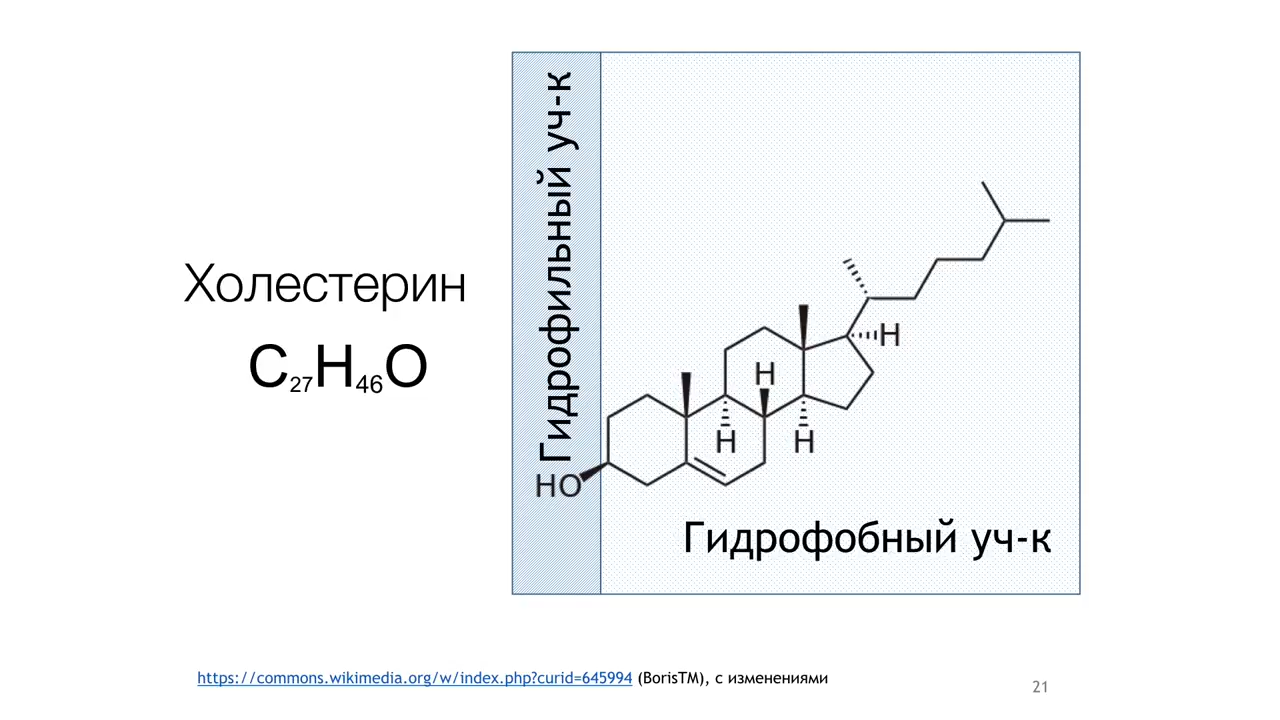 Холестерин
C27H46O
Гидрофильный уч-к
H
H
H
H
HO
Гидрофобный уч-к
https://commons.wikimedia.org/w/index.php?curid=645994 (BorisTM), с изменениями
21